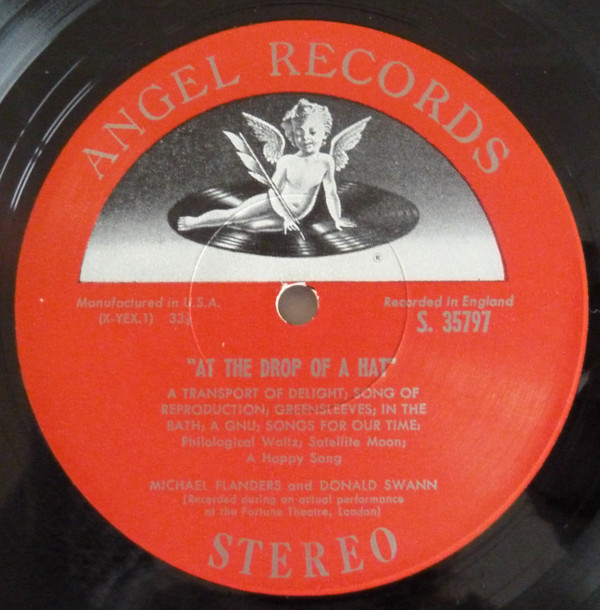 ANGEL RECORDS
®
Manufactured in U.S.A.
(X-YEX.1) 33⅓
Recorded in England
S. 35797
"AT THE DROP OF A HAT"
A TRANSPORT OF DELIGHT; SONG OF
REPRODUCTION; GREENSLEEVES; IN THE
BATH; A GNU; SONGS FOR OUR TIME:
Philological Waltz; Satellite Moon;
A Happy Song
MICHAEL FLANDERS and DONALD SWANN
(Recorded during an actual performance
at the Fortune Theatre, London)
STEREO